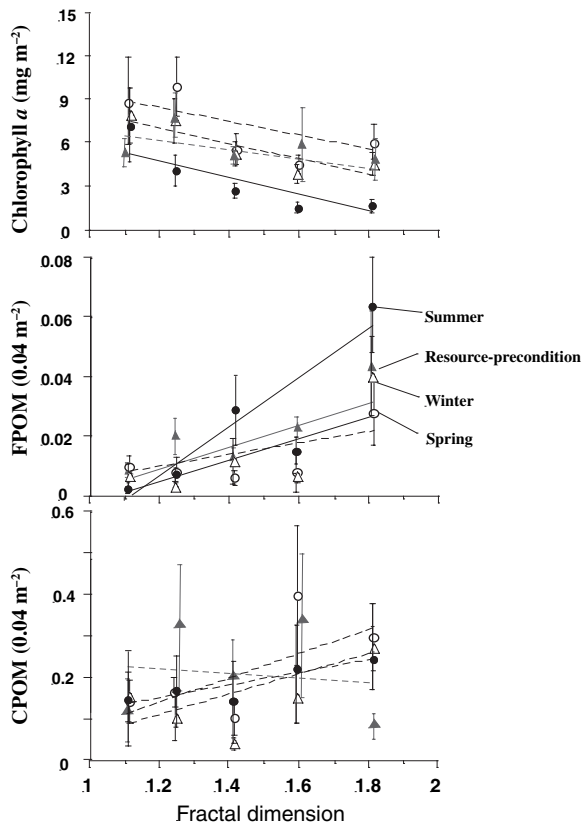 15
12
9
6
3
0
Chlorophyll a (mg m⁻²)
0.08
0.06
0.04
0.02
0
FPOM (0.04 m⁻²)
Summer
Resource-precondition
Winter
Spring
0.6
0.4
0.2
0
CPOM (0.04 m⁻²)
1 1.2 1.4 1.6 1.8 2
Fractal dimension